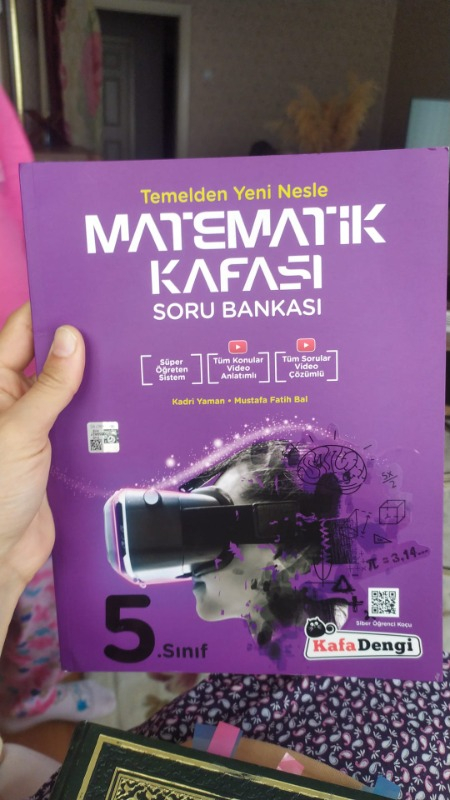 Temelden Yeni Nesle
MATEMATİK
KAFASI
SORU BANKASI
Süper
Öğreten
Sistem
Tüm Konular
Video
Anlatımlı
Tüm Sorular
Video
Çözümlü
Kadri Yaman • Mustafa Fatih Bal
π = 3,14...
5.Sınıf
Siber Öğrenci Koçu
KafaDengi